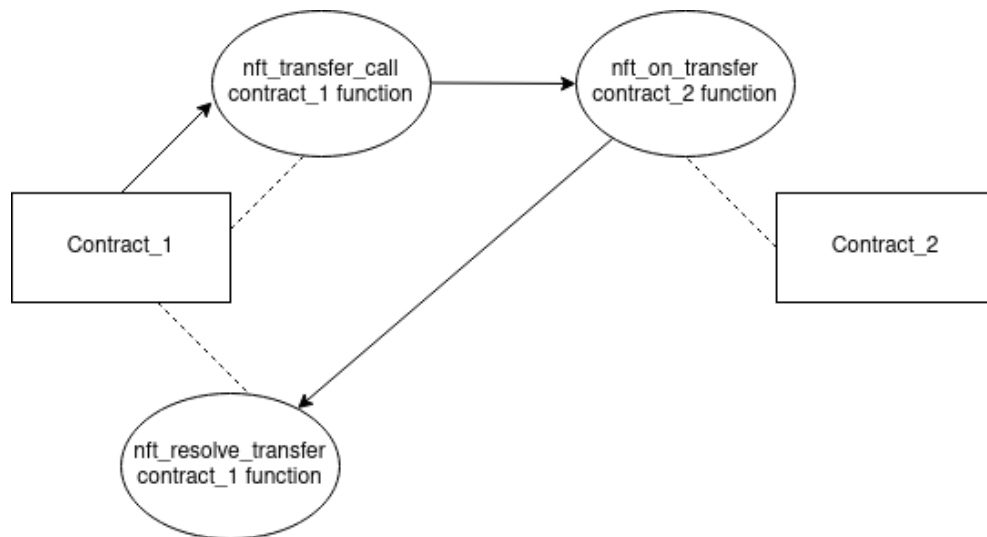 nft_transfer_call
contract_1 function
nft_on_transfer
contract_2 function
Contract_1
Contract_2
nft_resolve_transfer
contract_1 function